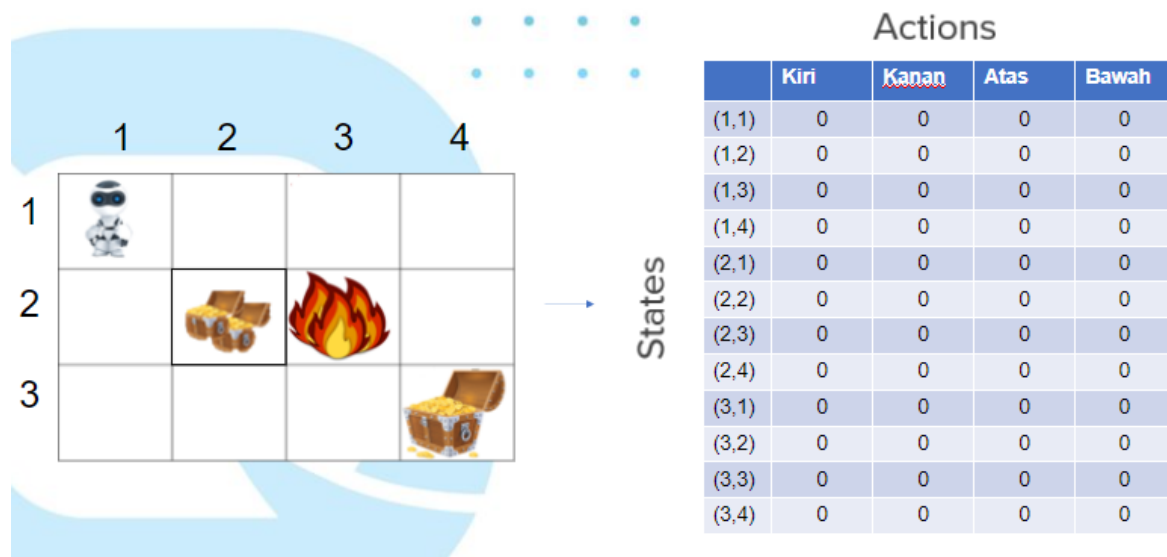 Actions
1 2 3 4
1
2
3
States
Kiri Kanan Atas Bawah
(1,1) 0 0 0 0
(1,2) 0 0 0 0
(1,3) 0 0 0 0
(1,4) 0 0 0 0
(2,1) 0 0 0 0
(2,2) 0 0 0 0
(2,3) 0 0 0 0
(2,4) 0 0 0 0
(3,1) 0 0 0 0
(3,2) 0 0 0 0
(3,3) 0 0 0 0
(3,4) 0 0 0 0